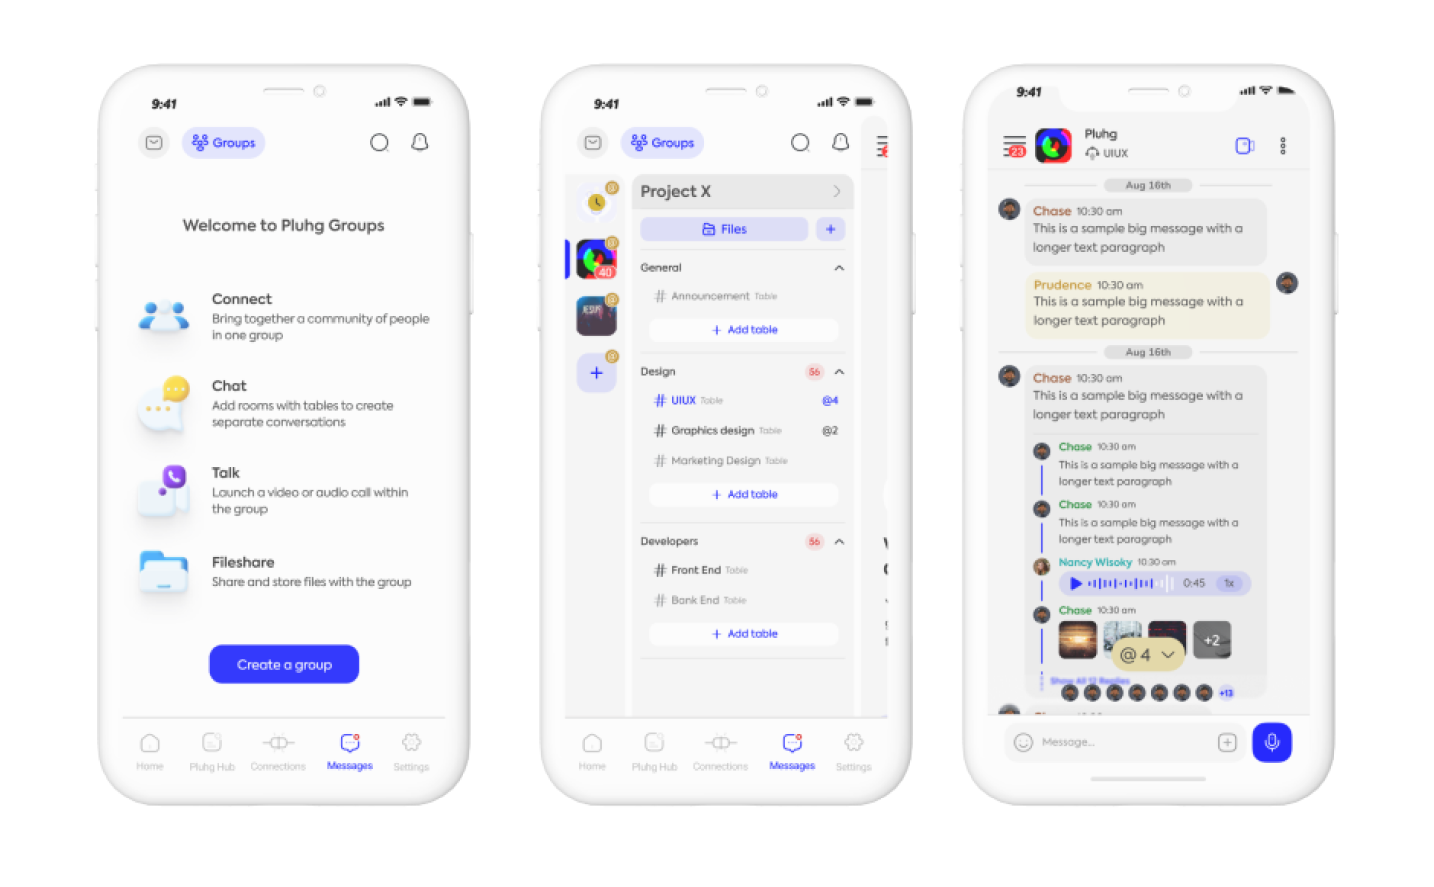 9:41
Groups
Welcome to Pluhg Groups
Connect
Bring together a community of people
in one group
Chat
Add rooms with tables to create
separate conversations
Talk
Launch a video or audio call within
the group
Fileshare
Share and store files with the group
Create a group
Home
Pluhg Hub
Connections
Messages
Settings
9:41
Groups
@
@
40
@
@
+
Project X
Files
+
General
# Announcement Table
+ Add table
Design 56
# UIUX Table @4
# Graphics design Table @2
# Marketing Design Table
+ Add table
Developers 56
# Front End Table
# Bank End Table
+ Add table
Home
Pluhg Hub
Connections
Messages
Settings
9:41
23
Pluhg
UIUX
Aug 16th
Chase 10:30 am
This is a sample big message with a
longer text paragraph
Prudence 10:30 am
This is a sample big message with a
longer text paragraph
Aug 16th
Chase 10:30 am
This is a sample big message with a
longer text paragraph
Chase 10:30 am
This is a sample big message with a
longer text paragraph
Chase 10:30 am
This is a sample big message with a
longer text paragraph
Nancy Wisoky 10:30 am
0:45 1x
Chase 10:30 am
+2
@ 4
Show All 12 Replies
+13
Message...